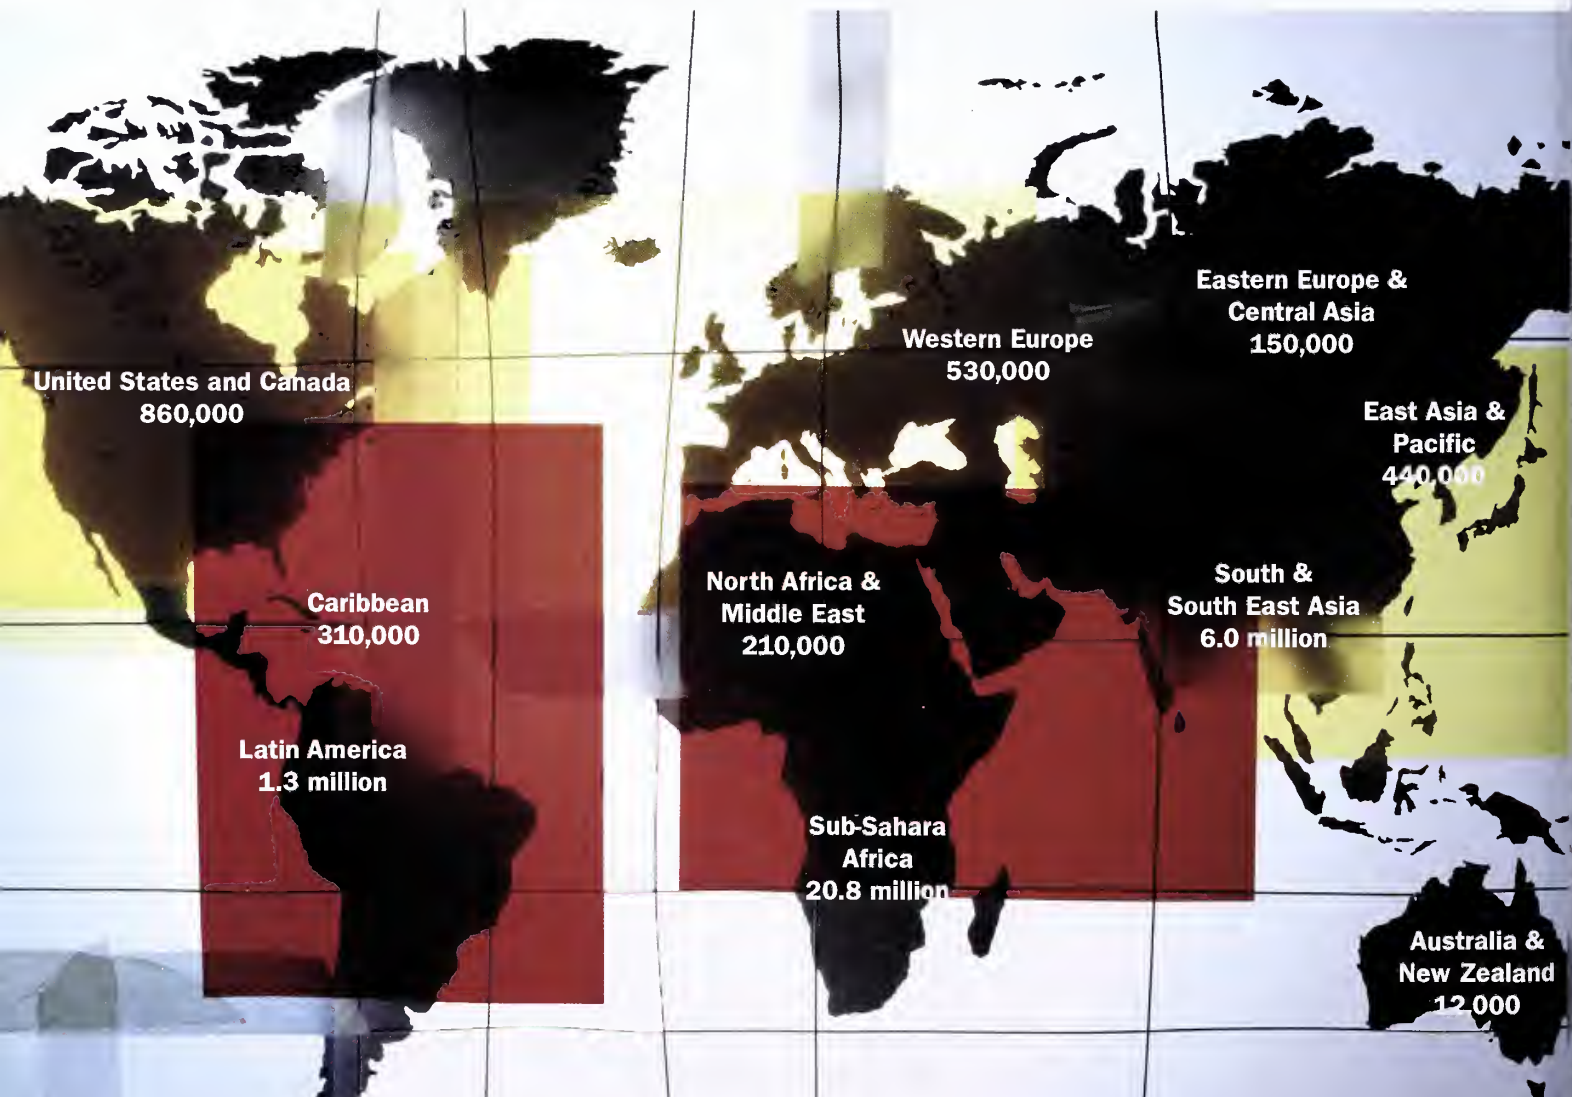 Eastern Europe &
Central Asia
150,000
Western Europe
530,000
United States and Canada
860,000
East Asia &
Pacific
440,000
North Africa &
Middle East
210,000
South &
South East Asia
6.0 million
Caribbean
310,000
Latin America
1.3 million
Sub-Sahara
Africa
20.8 million
Australia &
New Zealand
12,000